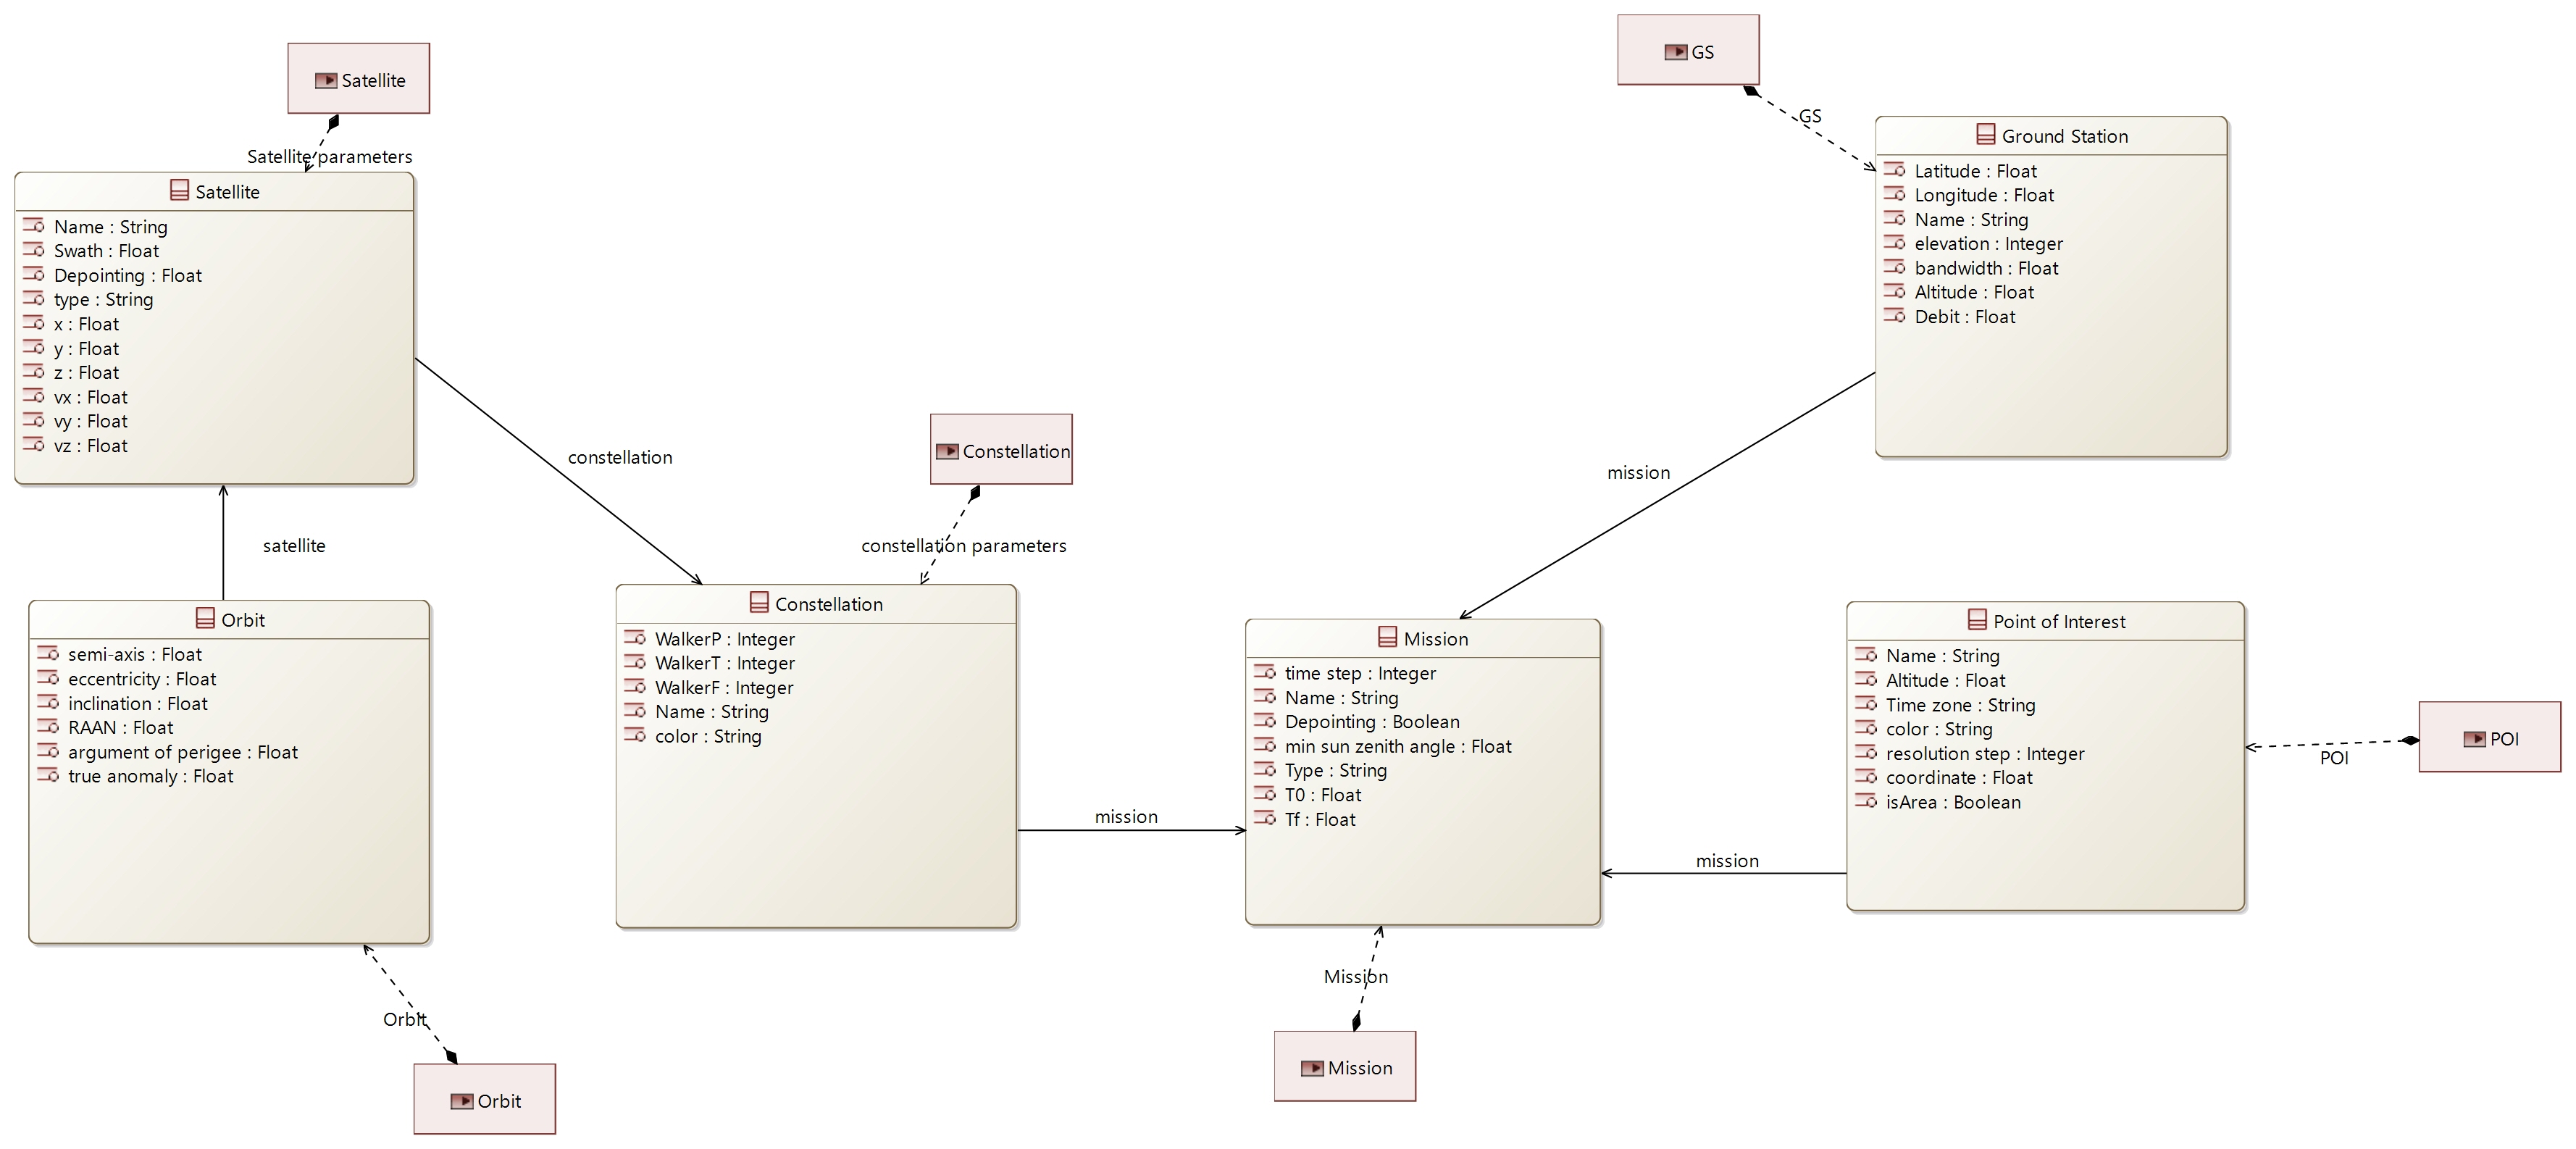 Satellite
Satellite parameters
Satellite
Name : String
Swath : Float
Depointing : Float
type : String
x : Float
y : Float
z : Float
vx : Float
vy : Float
vz : Float
satellite
Orbit
semi-axis : Float
eccentricity : Float
inclination : Float
RAAN : Float
argument of perigee : Float
true anomaly : Float
Orbit
Orbit
constellation
Constellation
constellation parameters
Constellation
WalkerP : Integer
WalkerT : Integer
WalkerF : Integer
Name : String
color : String
mission
GS
GS
Ground Station
Latitude : Float
Longitude : Float
Name : String
elevation : Integer
bandwidth : Float
Altitude : Float
Debit : Float
mission
Mission
time step : Integer
Name : String
Depointing : Boolean
min sun zenith angle : Float
Type : String
T0 : Float
Tf : Float
Mission
Mission
mission
Point of Interest
Name : String
Altitude : Float
Time zone : String
color : String
resolution step : Integer
coordinate : Float
isArea : Boolean
POI
POI